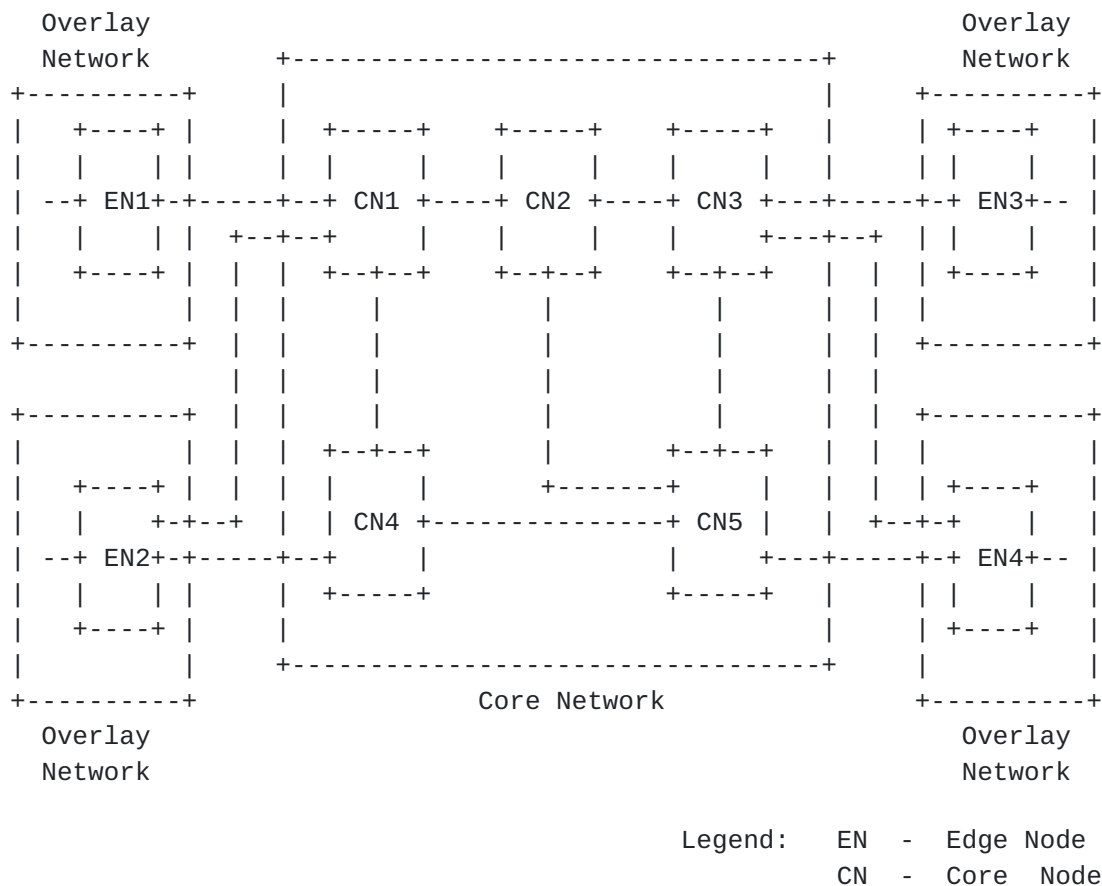 Overlay Overlay
Network Network
EN1 CN1 CN2 CN3 EN3
CN4 CN5
EN2 EN4
Core Network
Overlay Overlay
Network Network
Legend: EN - Edge Node
CN - Core Node